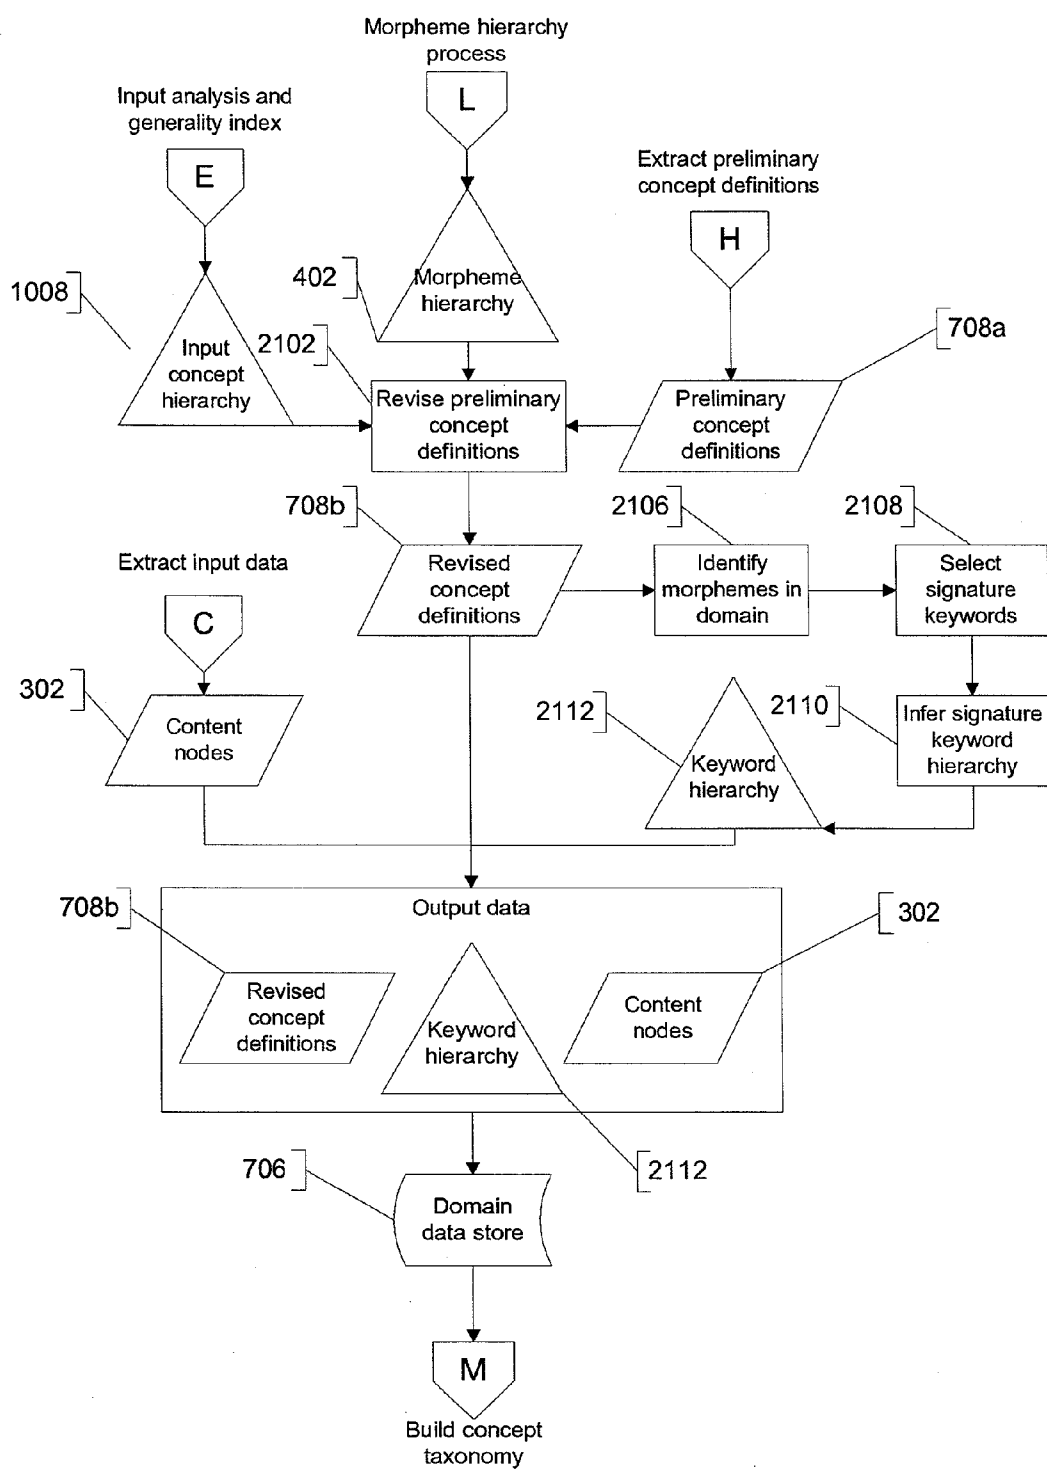 Morpheme hierarchy
process
L
Input analysis and
generality index
E
Extract preliminary
concept definitions
H
1008
402
Morpheme
hierarchy
2102
708a
Input
concept
hierarchy
Revise preliminary
concept
definitions
Preliminary
concept
definitions
708b
2106
2108
Extract input data
C
Revised
concept
definitions
Identify
morphemes in
domain
Select
signature
keywords
302
Content
nodes
2112
Keyword
hierarchy
2110
Infer signature
keyword
hierarchy
708b
Output data
302
Revised
concept
definitions
Keyword
hierarchy
Content
nodes
706
2112
Domain
data store
M
Build concept
taxonomy